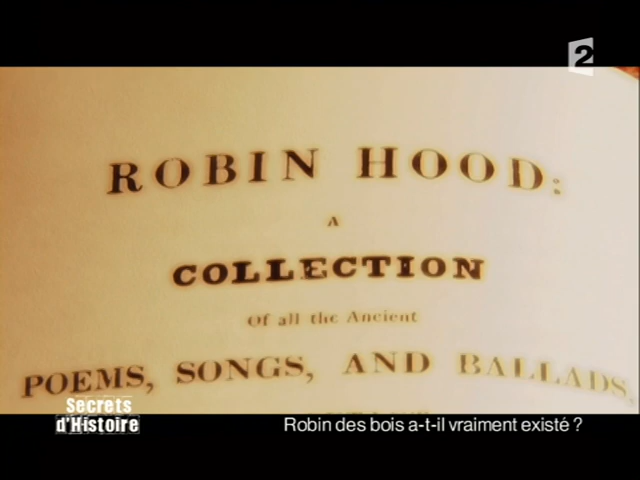 2
ROBIN HOOD:
A
COLLECTION
Of all the Ancient
POEMS, SONGS, AND BALLADS,
Secrets
d'Histoire
Robin des bois a-t-il vraiment existé ?